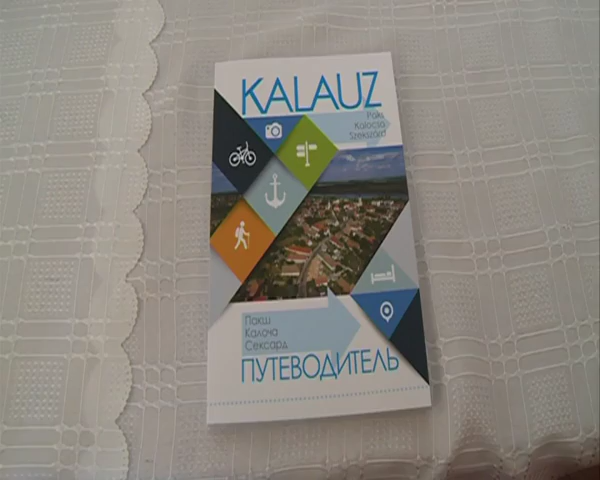 KALAUZ
Paks
Kalocsa
Szekszárd
Пакш
Калоча
Сексард
ПУТЕВОДИТЕЛЬ